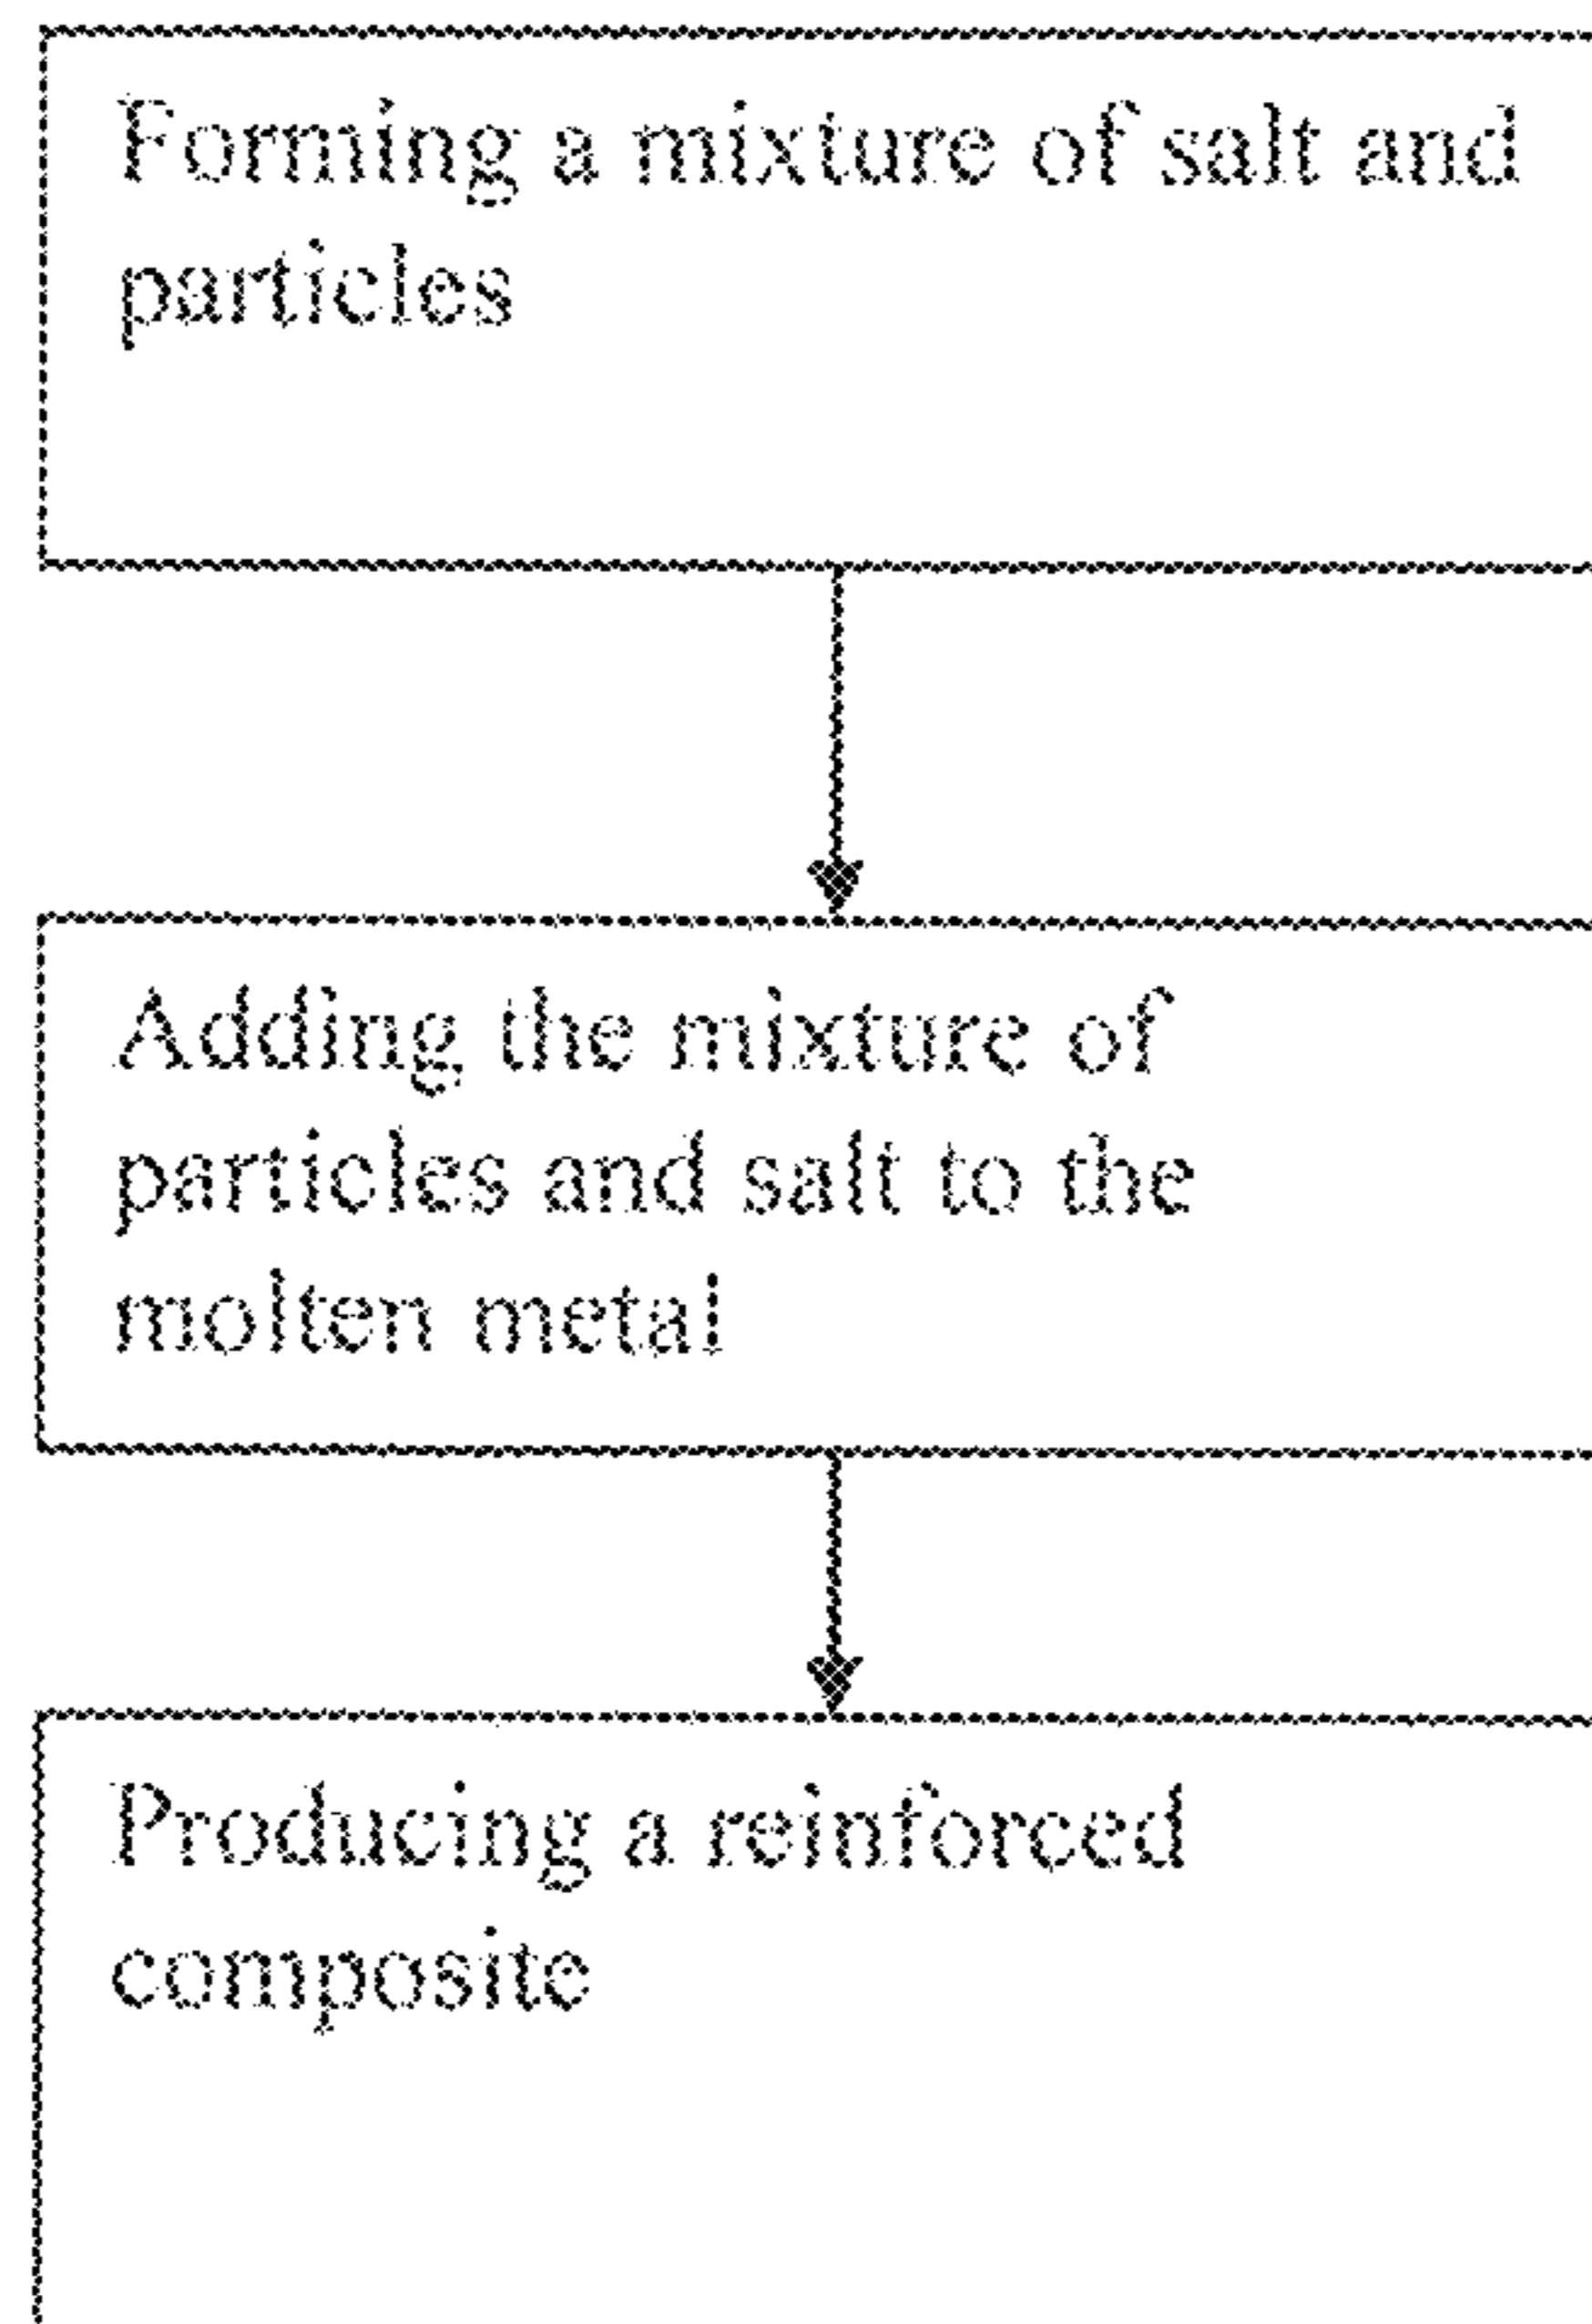 Forming a mixture of salt and
particles
Adding the mixture of
particles and salt to the
molten metal
Producing a reinforced
composite